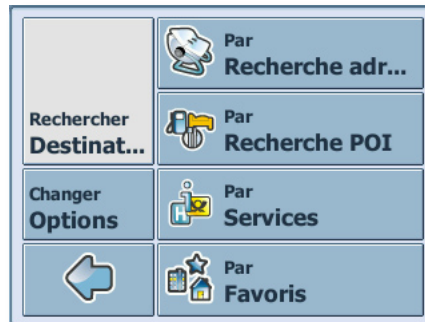 Rechercher
Destinat...
Changer
Options
Par
Recherche adr...
Par
Recherche POI
Par
Services
Par
Favoris